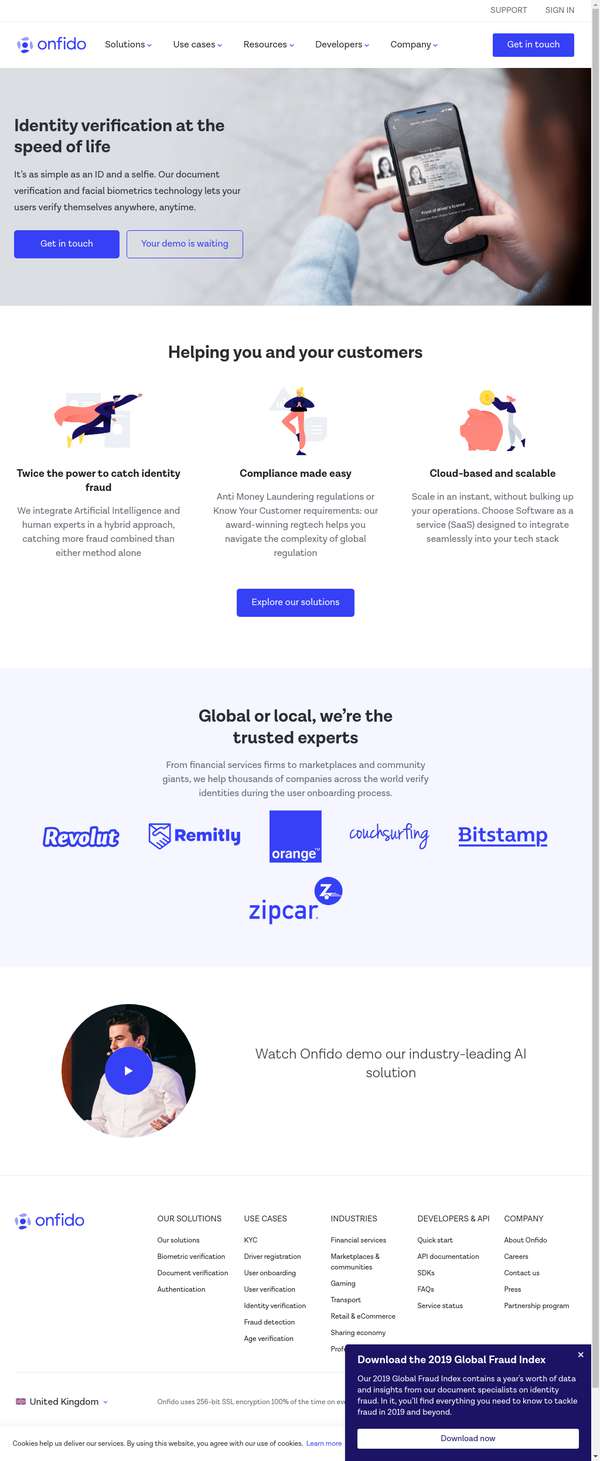 SUPPORT SIGN IN
onfido Solutions Use cases Resources Developers Company Get in touch
Identity verification at the
speed of life
It's as simple as an ID and a selfie. Our document
verification and facial biometrics technology lets your
users verify themselves anywhere, anytime.
Get in touch Your demo is waiting
Helping you and your customers
Twice the power to catch identity
fraud
We integrate Artificial Intelligence and
human experts in a hybrid approach,
catching more fraud combined than
either method alone
Compliance made easy
Anti Money Laundering regulations or
Know Your Customer requirements: our
award-winning regtech helps you
navigate the complexity of global
regulation
Cloud-based and scalable
Scale in an instant, without bulking up
your operations. Choose Software as a
service (SaaS) designed to integrate
seamlessly into your tech stack
Explore our solutions
Global or local, we're the
trusted experts
From financial services firms to marketplaces and community
giants, we help thousands of companies across the world verify
identities during the user onboarding process.
Revolut Remitly orange™ couchsurfing Bitstamp
zipcar
Watch Onfido demo our industry-leading AI
solution
onfido
OUR SOLUTIONS
Our solutions
Biometric verification
Document verification
Authentication
USE CASES
KYC
Driver registration
User onboarding
User verification
Identity verification
Fraud detection
Age verification
INDUSTRIES
Financial services
Marketplaces &
communities
Gaming
Transport
Retail & eCommerce
Sharing economy
DEVELOPERS & API
Quick start
API documentation
SDKs
FAQs
Service status
COMPANY
About Onfido
Careers
Contact us
Press
Partnership program
Download the 2019 Global Fraud Index
Our 2019 Global Fraud Index contains a year's worth of data
and insights from our document specialists on identity
fraud. In it, you'll find everything you need to know to tackle
fraud in 2019 and beyond.
Download now
United Kingdom
Onfido uses 256-bit SSL encryption 100% of the time on
Cookies help us deliver our services. By using this website, you agree with our use of cookies. Learn more